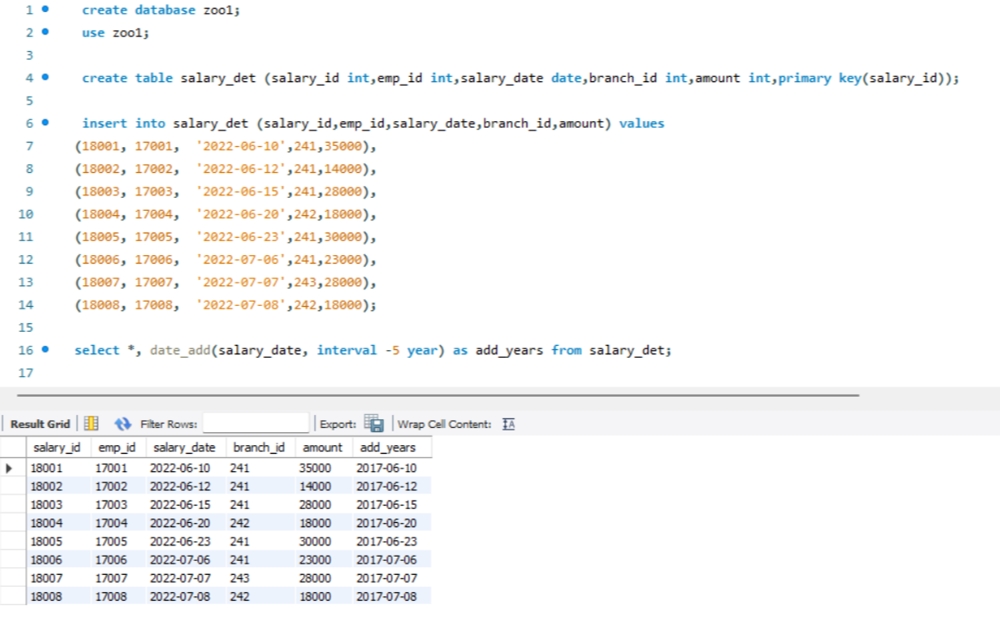 1 create database zoo1;
2 use zoo1;
3
4 create table salary_det (salary_id int,emp_id int,salary_date date,branch_id int,amount int,primary key(salary_id));
5
6 insert into salary_det (salary_id,emp_id,salary_date,branch_id,amount) values
7 (18001, 17001,  '2022-06-10',241,35000),
8 (18002, 17002,  '2022-06-12',241,14000),
9 (18003, 17003,  '2022-06-15',241,28000),
10 (18004, 17004,  '2022-06-20',242,18000),
11 (18005, 17005,  '2022-06-23',241,30000),
12 (18006, 17006,  '2022-07-06',241,23000),
13 (18007, 17007,  '2022-07-07',243,28000),
14 (18008, 17008,  '2022-07-08',242,18000);
15
16 select *, date_add(salary_date, interval -5 year) as add_years from salary_det;
17
Result Grid Filter Rows: Export: Wrap Cell Content: IA
salary_id emp_id salary_date branch_id amount add_years
18001 17001 2022-06-10 241 35000 2017-06-10
18002 17002 2022-06-12 241 14000 2017-06-12
18003 17003 2022-06-15 241 28000 2017-06-15
18004 17004 2022-06-20 242 18000 2017-06-20
18005 17005 2022-06-23 241 30000 2017-06-23
18006 17006 2022-07-06 241 23000 2017-07-06
18007 17007 2022-07-07 243 28000 2017-07-07
18008 17008 2022-07-08 242 18000 2017-07-08